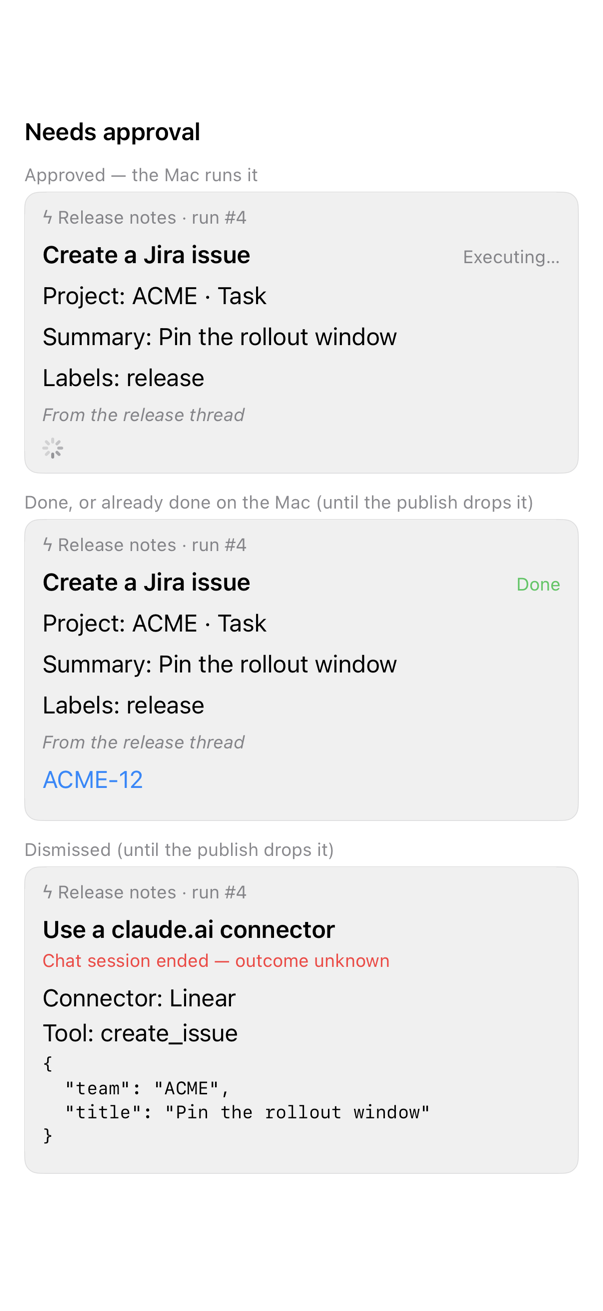 Needs approval
Approved — the Mac runs it
ϟ Release notes · run #4
Create a Jira issue
Executing...
Project: ACME · Task
Summary: Pin the rollout window
Labels: release
From the release thread
Done, or already done on the Mac (until the publish drops it)
ϟ Release notes · run #4
Create a Jira issue
Done
Project: ACME · Task
Summary: Pin the rollout window
Labels: release
From the release thread
ACME-12
Dismissed (until the publish drops it)
ϟ Release notes · run #4
Use a claude.ai connector
Chat session ended — outcome unknown
Connector: Linear
Tool: create_issue
{
  "team": "ACME",
  "title": "Pin the rollout window"
}